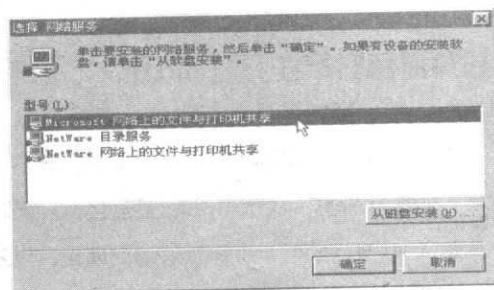 选择 网络服务
单击要安装的网络服务，然后单击“确定”。如果有设备的安装软
盘，请单击“从软盘安装”。
型号(L):
Microsoft 网络上的文件与打印机共享
NetWare 目录服务
NetWare 网络上的文件与打印机共享
从磁盘安装(H)...
确定
取消